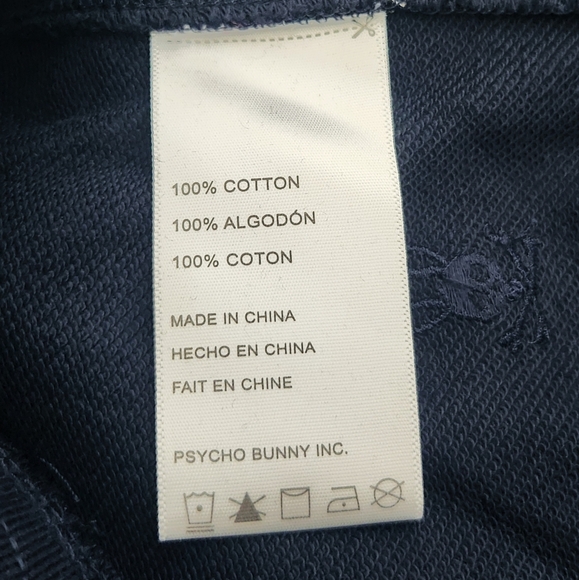 100% COTTON
100% ALGODÓN
100% COTON
MADE IN CHINA
HECHO EN CHINA
FAIT EN CHINE
PSYCHO BUNNY INC.